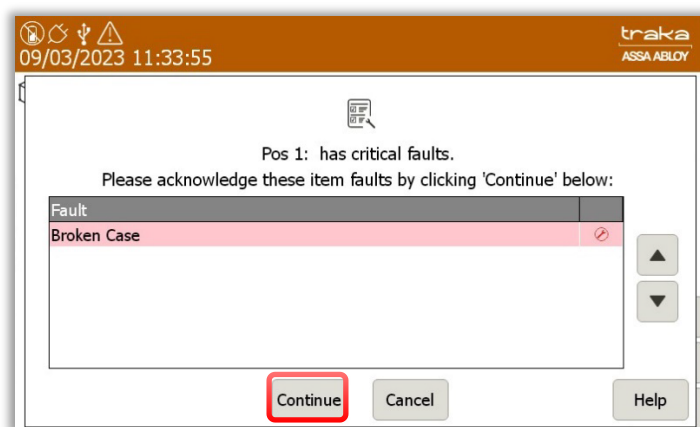 traka
09/03/2023 11:33:55
ASSA ABLOY
Pos 1: has critical faults.
Please acknowledge these item faults by clicking 'Continue' below:
Fault
Broken Case
Continue
Cancel
Help